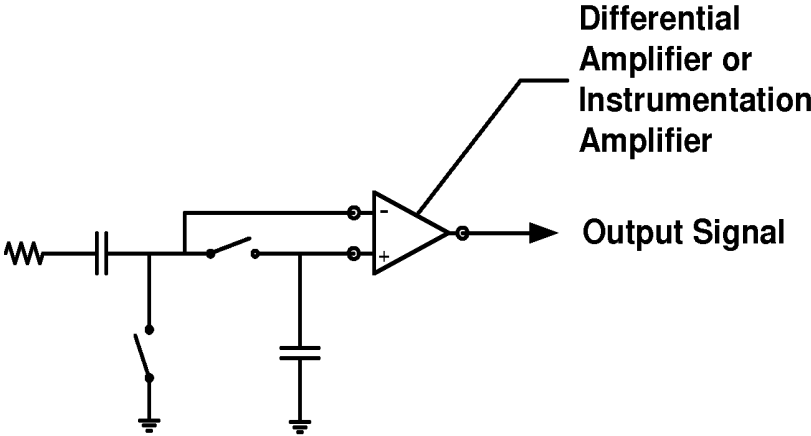 Differential
Amplifier or
Instrumentation
Amplifier
-
+
Output Signal